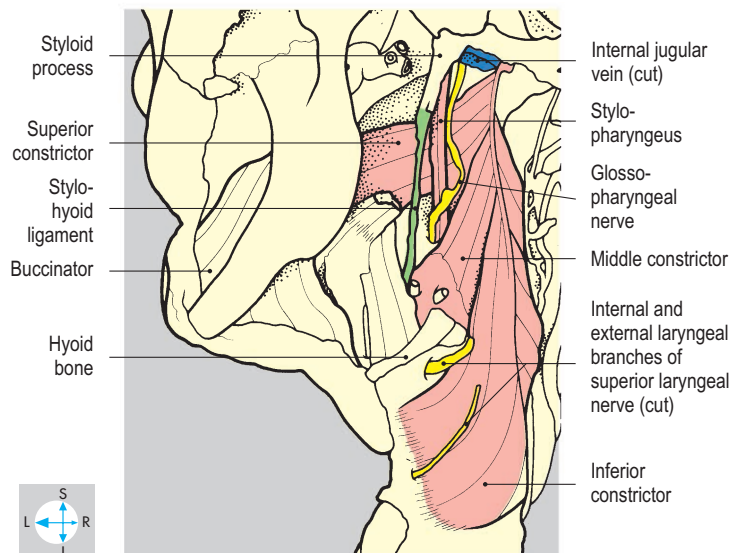 Styloid
process
Superior
constrictor
Stylo-
hyoid
ligament
Buccinator
Hyoid
bone
Internal jugular
vein (cut)
Stylo-
pharyngeus
Glosso-
pharyngeal
nerve
Middle constrictor
Internal and
external laryngeal
branches of
superior laryngeal
nerve (cut)
Inferior
constrictor
S
L R
I